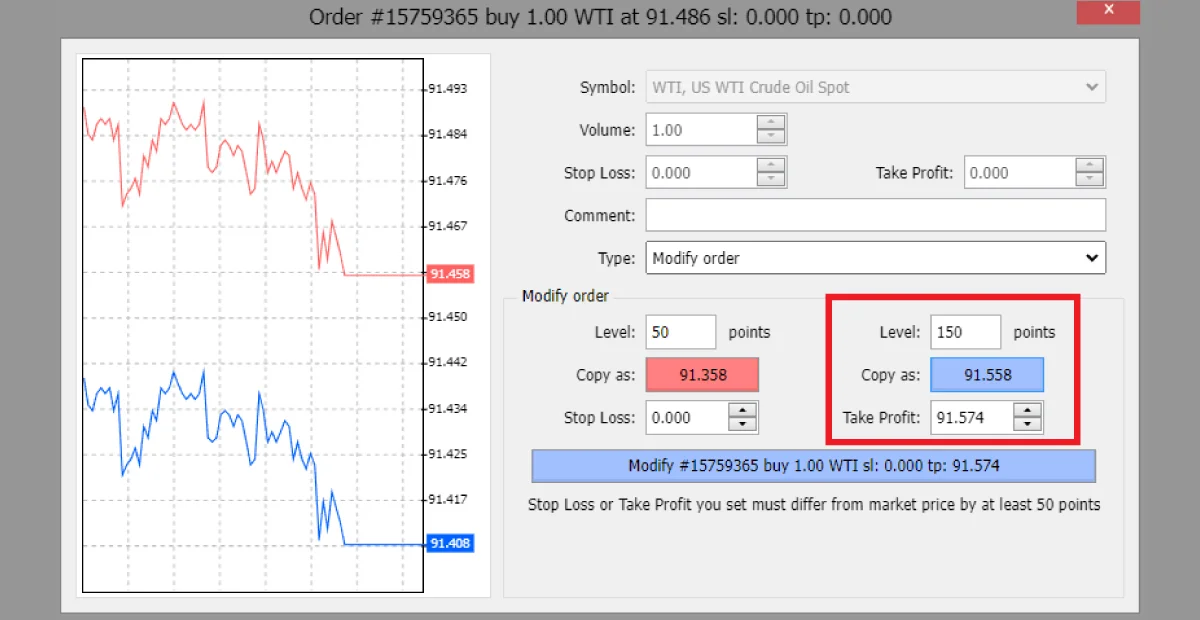 Order #15759365 buy 1.00 WTI at 91.486 sl: 0.000 tp: 0.000
x
91.493
91.484
91.476
91.467
91.458
91.450
91.442
91.434
91.425
91.417
91.408
Symbol: WTI, US WTI Crude Oil Spot
Volume: 1.00
Stop Loss: 0.000 Take Profit: 0.000
Comment:
Type: Modify order
Modify order
Level: 50 points Level: 150 points
Copy as: 91.358 Copy as: 91.558
Stop Loss: 0.000 Take Profit: 91.574
Modify #15759365 buy 1.00 WTI sl: 0.000 tp: 91.574
Stop Loss or Take Profit you set must differ from market price by at least 50 points